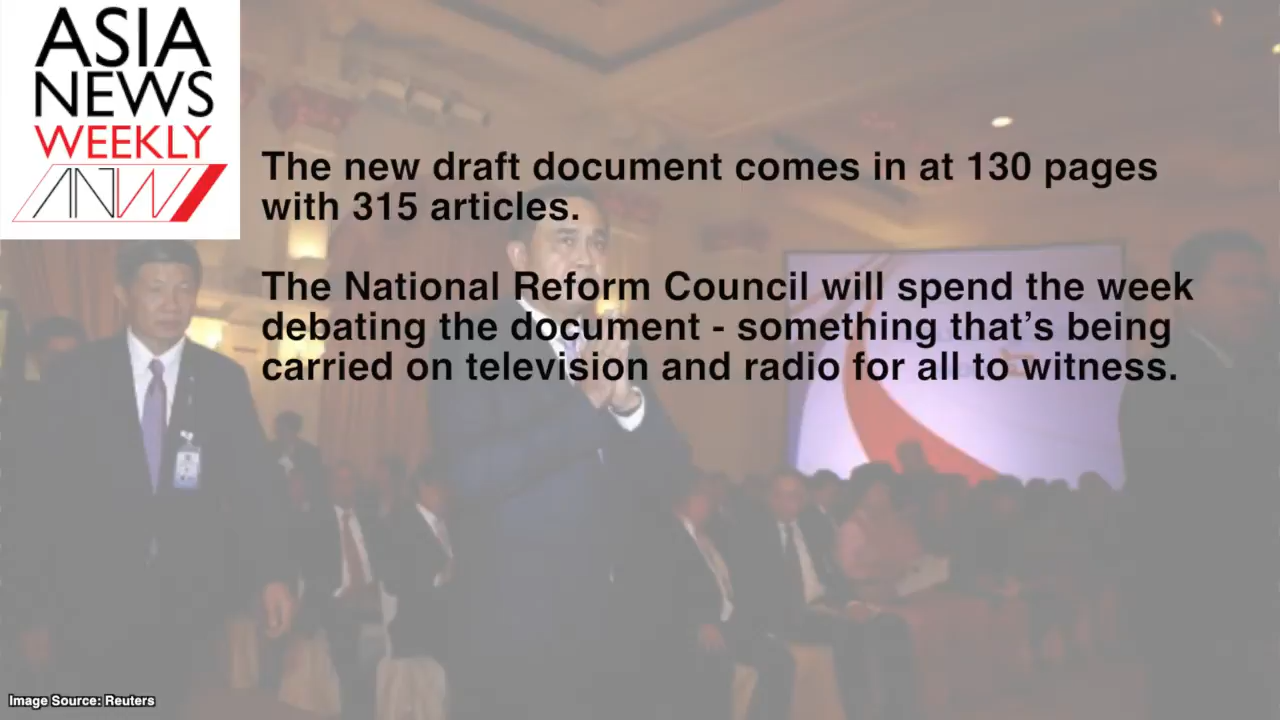 ASIA
NEWS
WEEKLY
ANW
The new draft document comes in at 130 pages
with 315 articles.
The National Reform Council will spend the week
debating the document - something that’s being
carried on television and radio for all to witness.
Image Source: Reuters